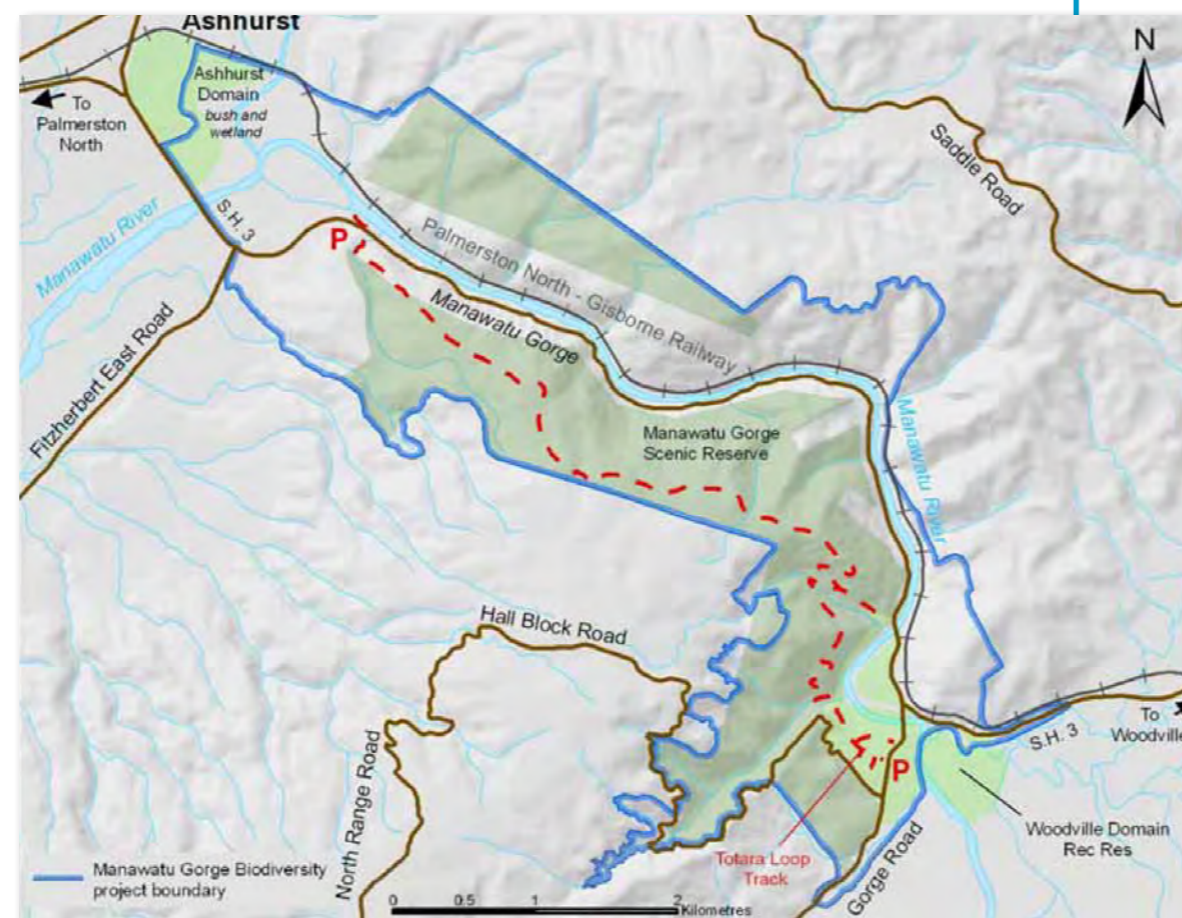 Ashhurst
N
Ashhurst
Domain
bush and
wetland
To
Palmerston
North
Saddle Road
S.H. 3
Manawatu River
P
Palmerston North - Gisborne Railway
Manawatu Gorge
Fitzherbert East Road
Manawatu River
Manawatu Gorge
Scenic Reserve
Hall Block Road
To
Woodville
S.H. 3
P
North Range Road
Woodville Domain
Rec Res
Totara Loop
Track
Gorge Road
Manawatu Gorge Biodiversity
project boundary
0 0.5 1 2
Kilometres